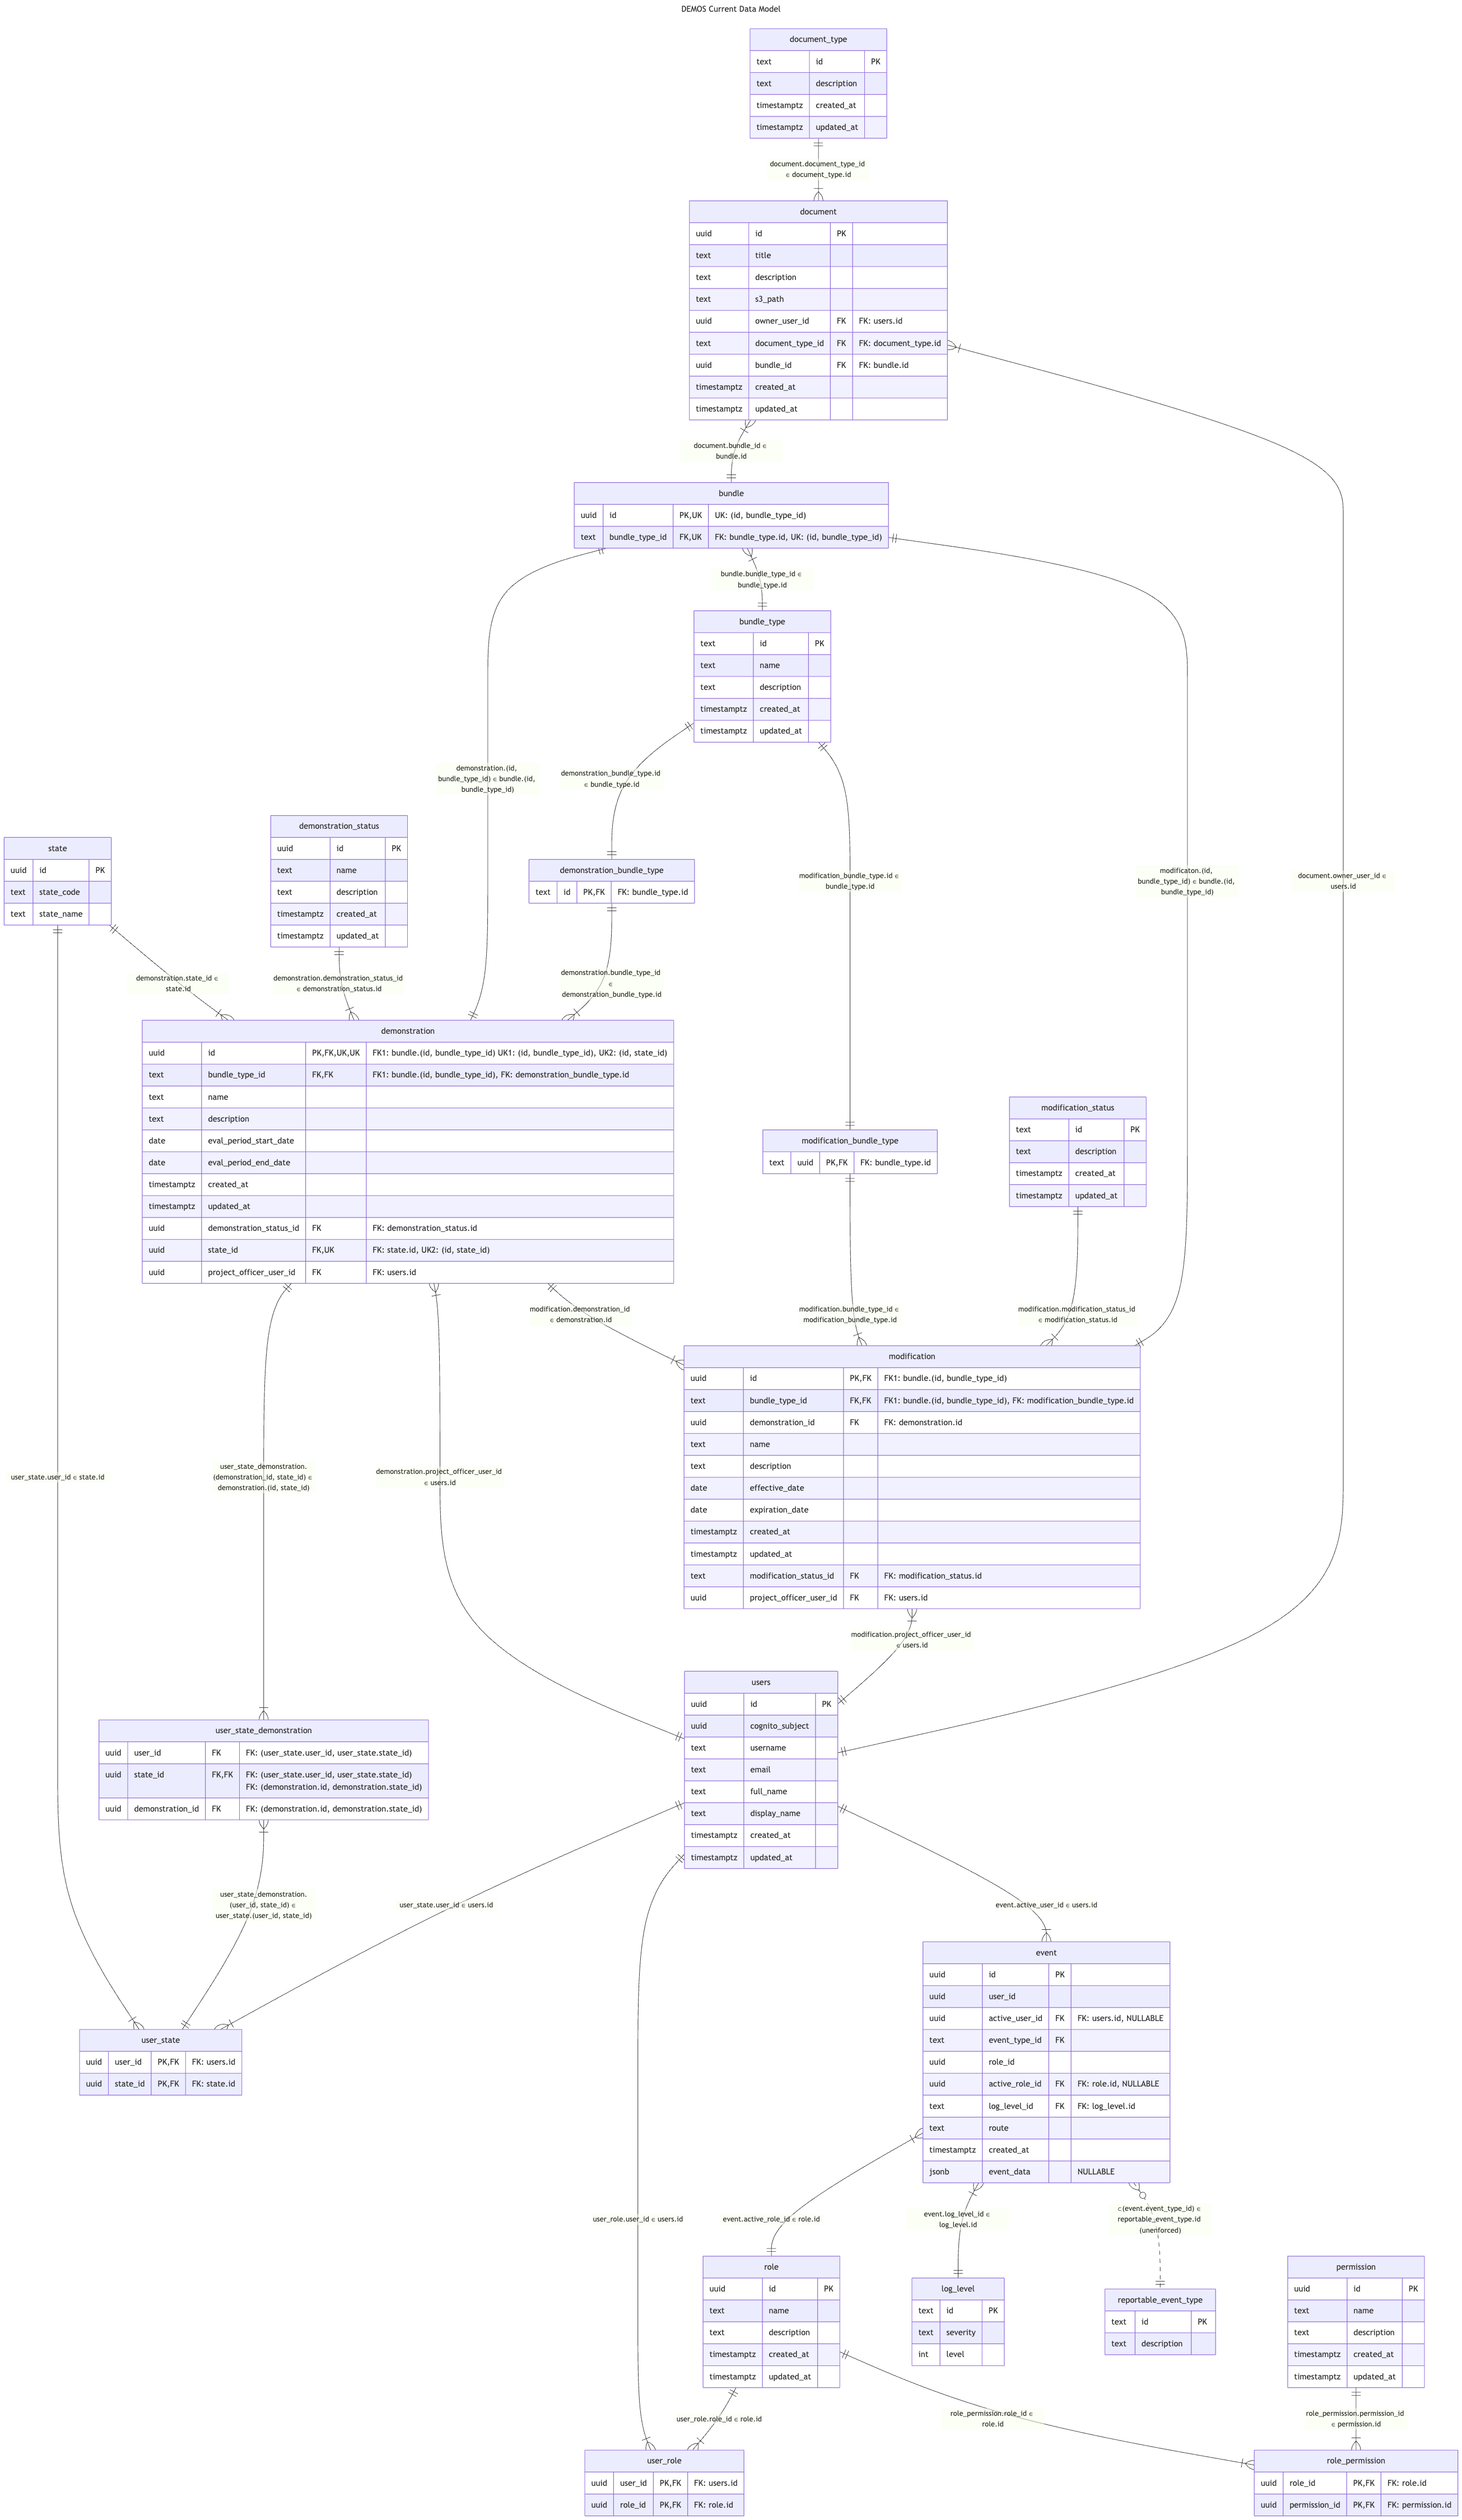 DEMOS Current Data Model
document_type
text id PK
text description
timestamptz created_at
timestamptz updated_at
document.document_type_id
∈ document_type.id
document
uuid id PK
text title
text description
text s3_path
uuid owner_user_id FK FK: users.id
text document_type_id FK FK: document_type.id
uuid bundle_id FK FK: bundle.id
timestamptz created_at
timestamptz updated_at
document.bundle_id ∈
bundle.id
bundle
uuid id PK,UK UK: (id, bundle_type_id)
text bundle_type_id FK,UK FK: bundle_type.id, UK: (id, bundle_type_id)
bundle.bundle_type_id ∈
bundle_type.id
bundle_type
text id PK
text name
text description
timestamptz created_at
timestamptz updated_at
demonstration.(id,
bundle_type_id) ∈ bundle.(id,
bundle_type_id)
demonstration_bundle_type.id
∈ bundle_type.id
modification_bundle_type.id ∈
bundle_type.id
modificaton.(id,
bundle_type_id) ∈ bundle.(id,
bundle_type_id)
document.owner_user_id ∈
users.id
state
uuid id PK
text state_code
text state_name
demonstration_status
uuid id PK
text name
text description
timestamptz created_at
timestamptz updated_at
demonstration_bundle_type
text id PK,FK FK: bundle_type.id
demonstration.state_id ∈
state.id
demonstration.demonstration_status_id
∈ demonstration_status.id
demonstration.bundle_type_id
∈
demonstration_bundle_type.id
demonstration
uuid id PK,FK,UK,UK FK1: bundle.(id, bundle_type_id) UK1: (id, bundle_type_id), UK2: (id, state_id)
text bundle_type_id FK,FK FK1: bundle.(id, bundle_type_id), FK: demonstration_bundle_type.id
text name
text description
date eval_period_start_date
date eval_period_end_date
timestamptz created_at
timestamptz updated_at
uuid demonstration_status_id FK FK: demonstration_status.id
uuid state_id FK,UK FK: state.id, UK2: (id, state_id)
uuid project_officer_user_id FK FK: users.id
modification_bundle_type
text uuid PK,FK FK: bundle_type.id
modification_status
text id PK
text description
timestamptz created_at
timestamptz updated_at
modification.demonstration_id
∈ demonstration.id
modification.bundle_type_id ∈
modification_bundle_type.id
modification.modification_status_id
∈ modification_status.id
modification
uuid id PK,FK FK1: bundle.(id, bundle_type_id)
text bundle_type_id FK,FK FK1: bundle.(id, bundle_type_id), FK: modification_bundle_type.id
uuid demonstration_id FK FK: demonstration.id
text name
text description
date effective_date
date expiration_date
timestamptz created_at
timestamptz updated_at
text modification_status_id FK FK: modification_status.id
uuid project_officer_user_id FK FK: users.id
user_state.user_id ∈ state.id
user_state_demonstration.
(demonstration_id, state_id) ∈
demonstration.(id, state_id)
demonstration.project_officer_user_id
∈ users.id
modification.project_officer_user_id
∈ users.id
users
uuid id PK
uuid cognito_subject
text username
text email
text full_name
text display_name
timestamptz created_at
timestamptz updated_at
user_state_demonstration
uuid user_id FK FK: (user_state.user_id, user_state.state_id)
uuid state_id FK,FK FK: (user_state.user_id, user_state.state_id)
FK: (demonstration.id, demonstration.state_id)
uuid demonstration_id FK FK: (demonstration.id, demonstration.state_id)
user_state_demonstration.
(user_id, state_id) ∈
user_state.(user_id, state_id)
user_state.user_id ∈ users.id
event.active_user_id ∈ users.id
event
uuid id PK
uuid user_id
uuid active_user_id FK FK: users.id, NULLABLE
text event_type_id FK
uuid role_id
uuid active_role_id FK FK: role.id, NULLABLE
text log_level_id FK FK: log_level.id
text route
timestamptz created_at
jsonb event_data NULLABLE
user_state
uuid user_id PK,FK FK: users.id
uuid state_id PK,FK FK: state.id
user_role.user_id ∈ users.id
event.active_role_id ∈ role.id
event.log_level_id ∈
log_level.id
⊂(event.event_type_id) ∈
reportable_event_type.id
(unenforced)
role
uuid id PK
text name
text description
timestamptz created_at
timestamptz updated_at
log_level
text id PK
text severity
int level
reportable_event_type
text id PK
text description
permission
uuid id PK
text name
text description
timestamptz created_at
timestamptz updated_at
user_role.role_id ∈ role.id
role_permission.role_id ∈
role.id
role_permission.permission_id
∈ permission.id
user_role
uuid user_id PK,FK FK: users.id
uuid role_id PK,FK FK: role.id
role_permission
uuid role_id PK,FK FK: role.id
uuid permission_id PK,FK FK: permission.id